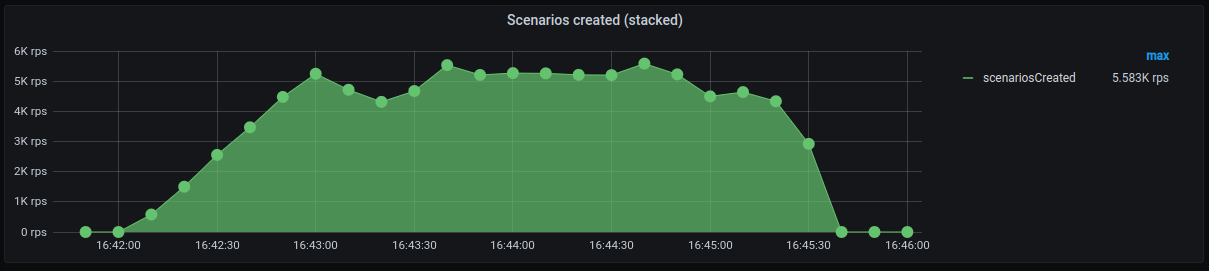 Scenarios created (stacked)
6K rps
5K rps
4K rps
3K rps
2K rps
1K rps
0 rps
16:42:00 16:42:30 16:43:00 16:43:30 16:44:00 16:44:30 16:45:00 16:45:30 16:46:00
max
scenariosCreated 5.583K rps